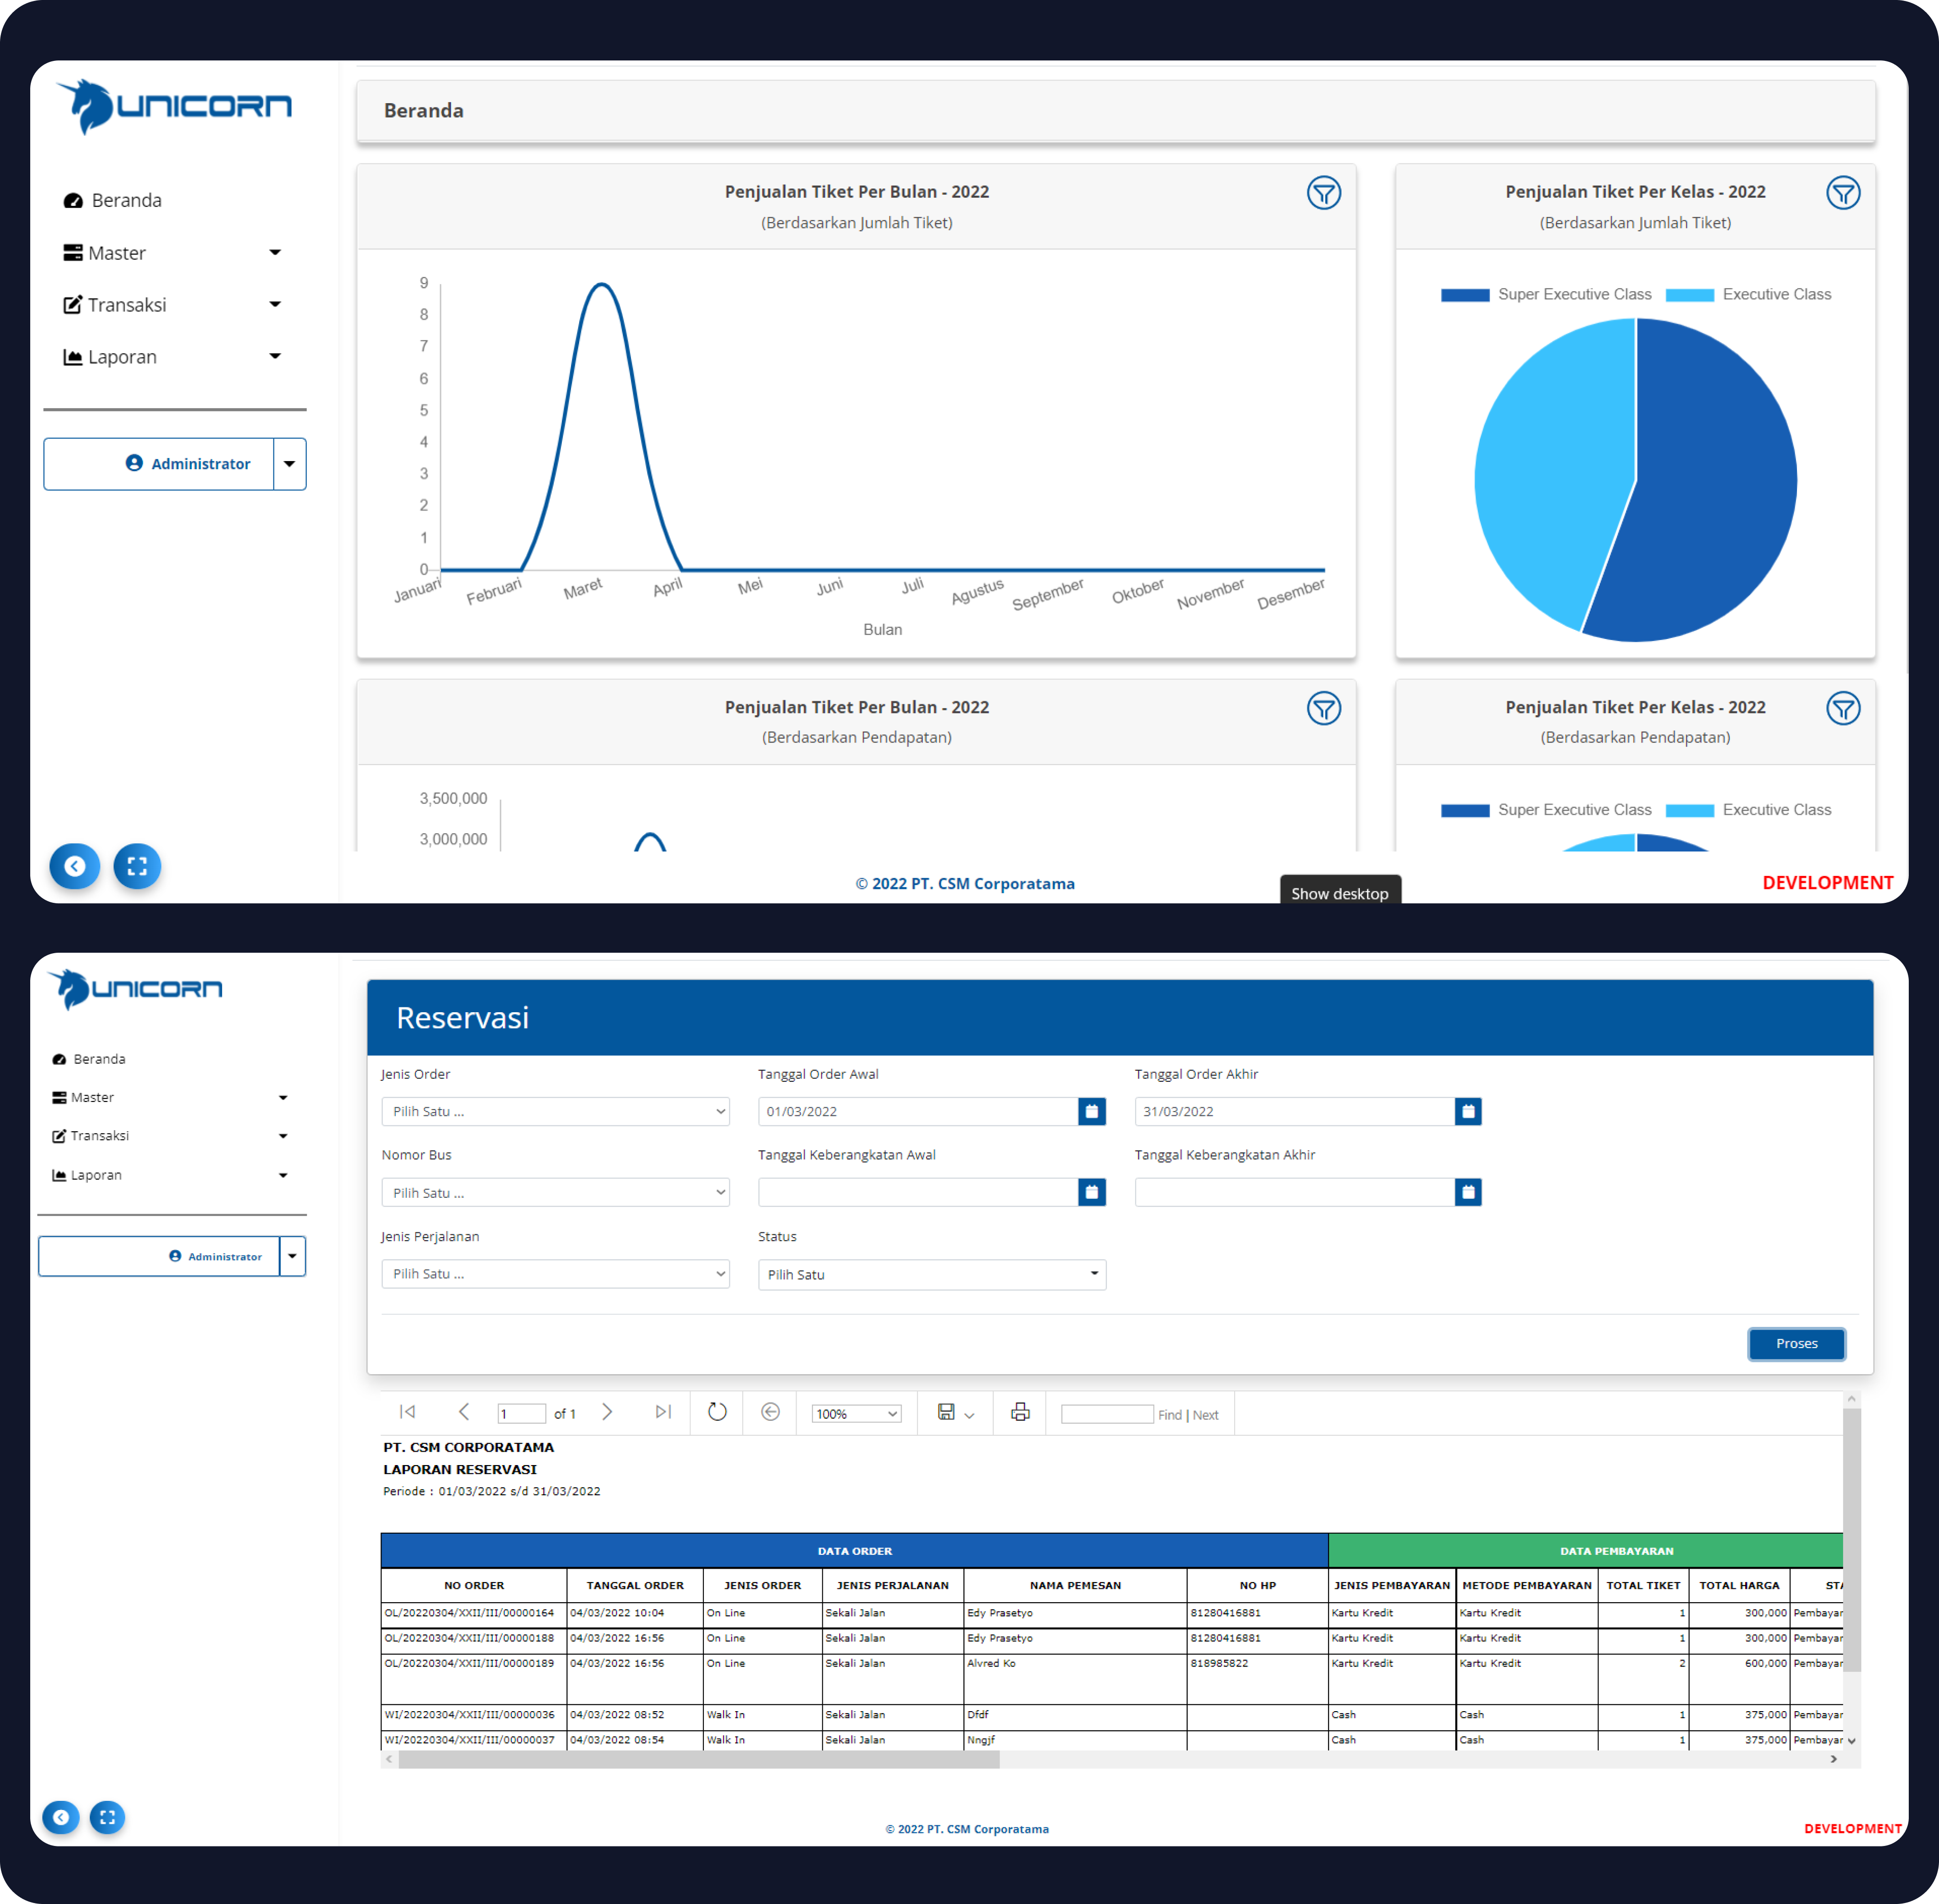 UNICORN
Beranda
Beranda
Master
Transaksi
Laporan
Administrator
Penjualan Tiket Per Bulan - 2022
(Berdasarkan Jumlah Tiket)
9
8
7
6
5
4
3
2
1
0
Januari Februari Maret April Mei Juni Juli Agustus September Oktober November Desember
Bulan
Penjualan Tiket Per Kelas - 2022
(Berdasarkan Jumlah Tiket)
Super Executive Class Executive Class
Penjualan Tiket Per Bulan - 2022
(Berdasarkan Pendapatan)
3,500,000
3,000,000
Penjualan Tiket Per Kelas - 2022
(Berdasarkan Pendapatan)
Super Executive Class Executive Class
© 2022 PT. CSM Corporatama
Show desktop
DEVELOPMENT
UNICORN
Beranda
Master
Transaksi
Laporan
Administrator
Reservasi
Jenis Order Tanggal Order Awal Tanggal Order Akhir
Pilih Satu ... 01/03/2022 31/03/2022
Nomor Bus Tanggal Keberangkatan Awal Tanggal Keberangkatan Akhir
Pilih Satu ...
Jenis Perjalanan Status
Pilih Satu ... Pilih Satu
Proses
1 of 1 100% Find | Next
PT. CSM CORPORATAMA
LAPORAN RESERVASI
Periode : 01/03/2022 s/d 31/03/2022
DATA ORDER DATA PEMBAYARAN
NO ORDER TANGGAL ORDER JENIS ORDER JENIS PERJALANAN NAMA PEMESAN NO HP JENIS PEMBAYARAN METODE PEMBAYARAN TOTAL TIKET TOTAL HARGA STA
OL/20220304/XXII/III/00000164 04/03/2022 10:04 On Line Sekali Jalan Edy Prasetyo 81280416881 Kartu Kredit Kartu Kredit 1 300,000 Pembayar
OL/20220304/XXII/III/00000188 04/03/2022 16:56 On Line Sekali Jalan Edy Prasetyo 81280416881 Kartu Kredit Kartu Kredit 1 300,000 Pembayar
OL/20220304/XXII/III/00000189 04/03/2022 16:56 On Line Sekali Jalan Alvred Ko 818985822 Kartu Kredit Kartu Kredit 2 600,000 Pembayar
WI/20220304/XXII/III/00000036 04/03/2022 08:52 Walk In Sekali Jalan Dfdf Cash Cash 1 375,000 Pembayar
WI/20220304/XXII/III/00000037 04/03/2022 08:54 Walk In Sekali Jalan Nngjf Cash Cash 1 375,000 Pembayar
© 2022 PT. CSM Corporatama
DEVELOPMENT